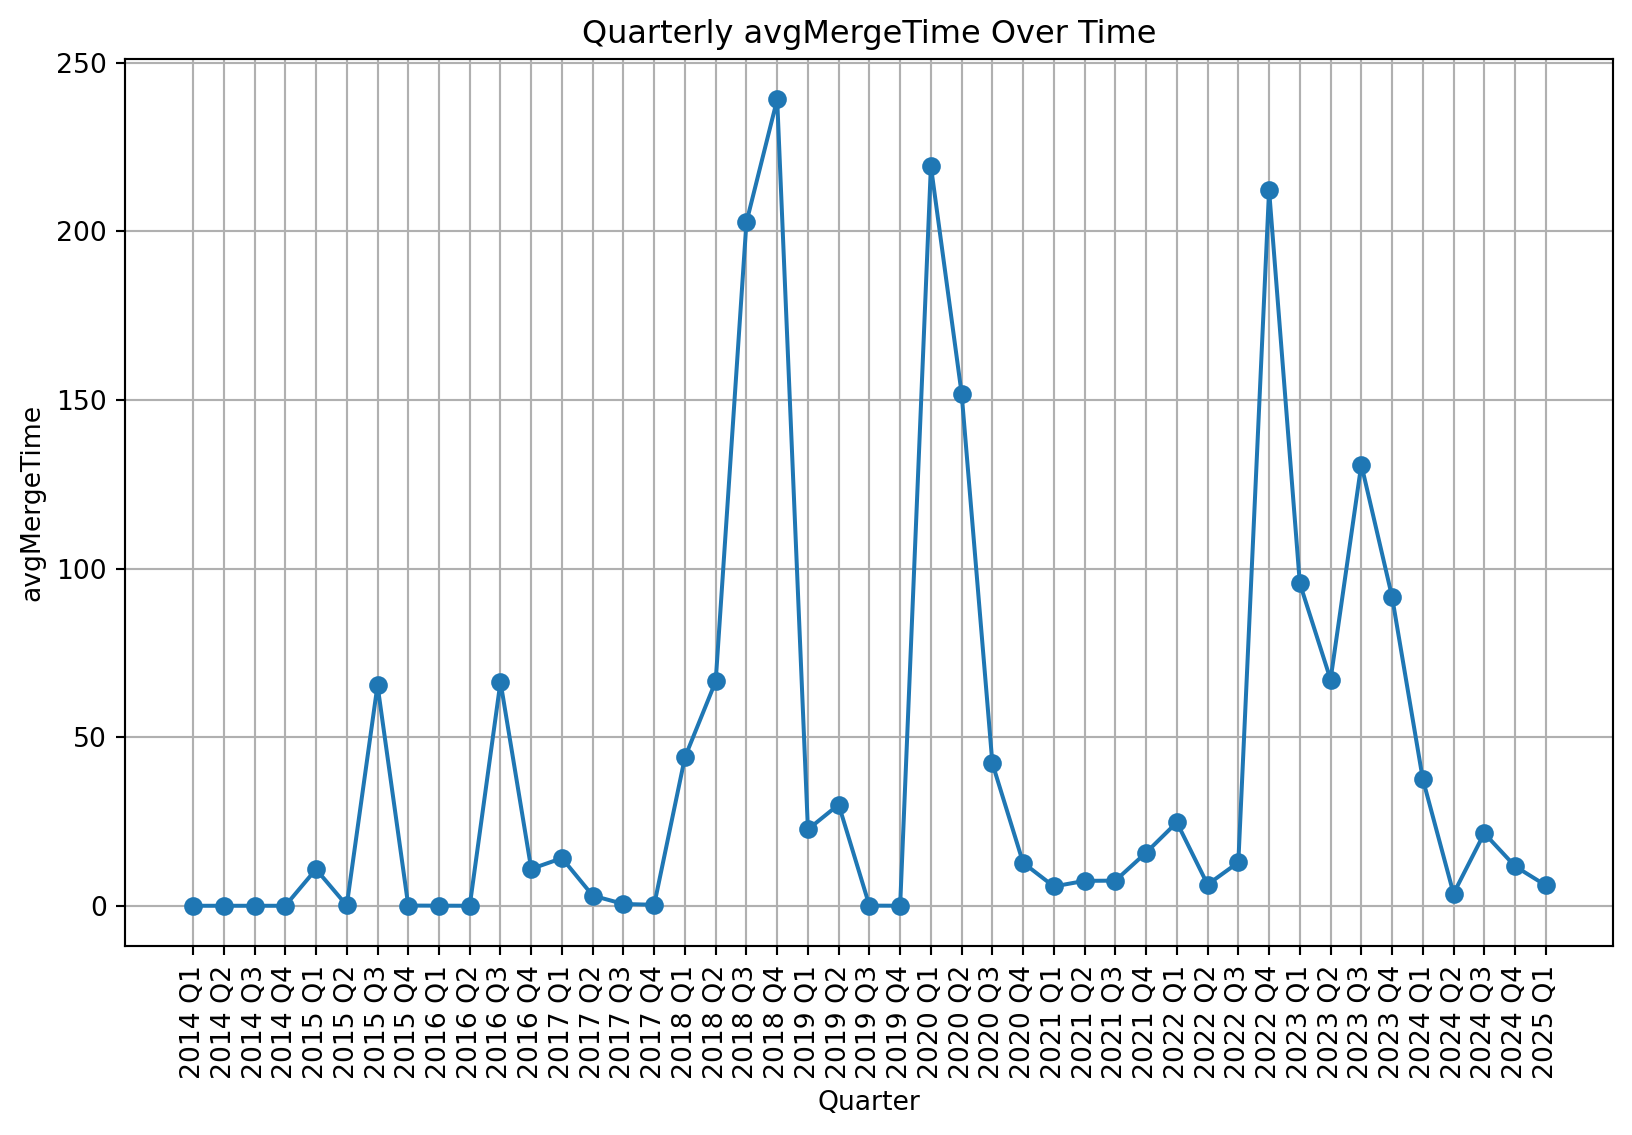 Quarterly avgMergeTime Over Time
250
200
150
100
50
0
avgMergeTime
2014 Q1
2014 Q2
2014 Q3
2014 Q4
2015 Q1
2015 Q2
2015 Q3
2015 Q4
2016 Q1
2016 Q2
2016 Q3
2016 Q4
2017 Q1
2017 Q2
2017 Q3
2017 Q4
2018 Q1
2018 Q2
2018 Q3
2018 Q4
2019 Q1
2019 Q2
2019 Q3
2019 Q4
2020 Q1
2020 Q2
2020 Q3
2020 Q4
2021 Q1
2021 Q2
2021 Q3
2021 Q4
2022 Q1
2022 Q2
2022 Q3
2022 Q4
2023 Q1
2023 Q2
2023 Q3
2023 Q4
2024 Q1
2024 Q2
2024 Q3
2024 Q4
2025 Q1
Quarter